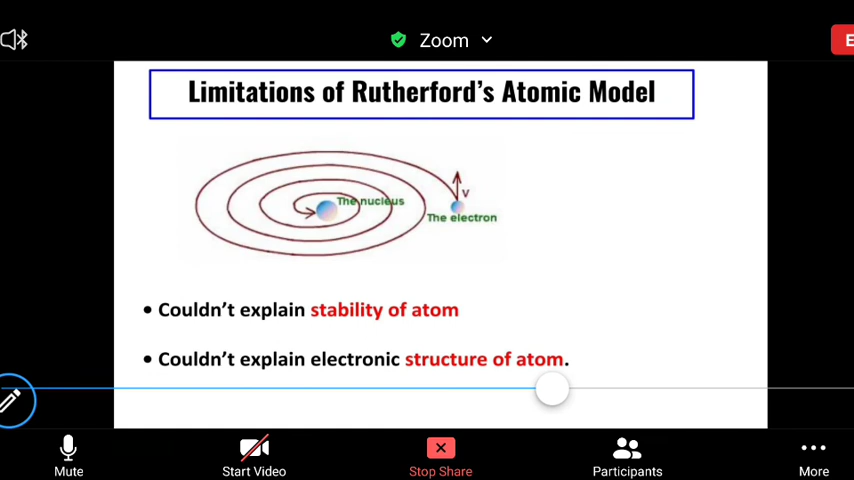 Zoom
E
Limitations of Rutherford's Atomic Model
V
The nucleus
The electron
• Couldn't explain stability of atom
• Couldn't explain electronic structure of atom.
Mute
Start Video
Stop Share
Participants
More